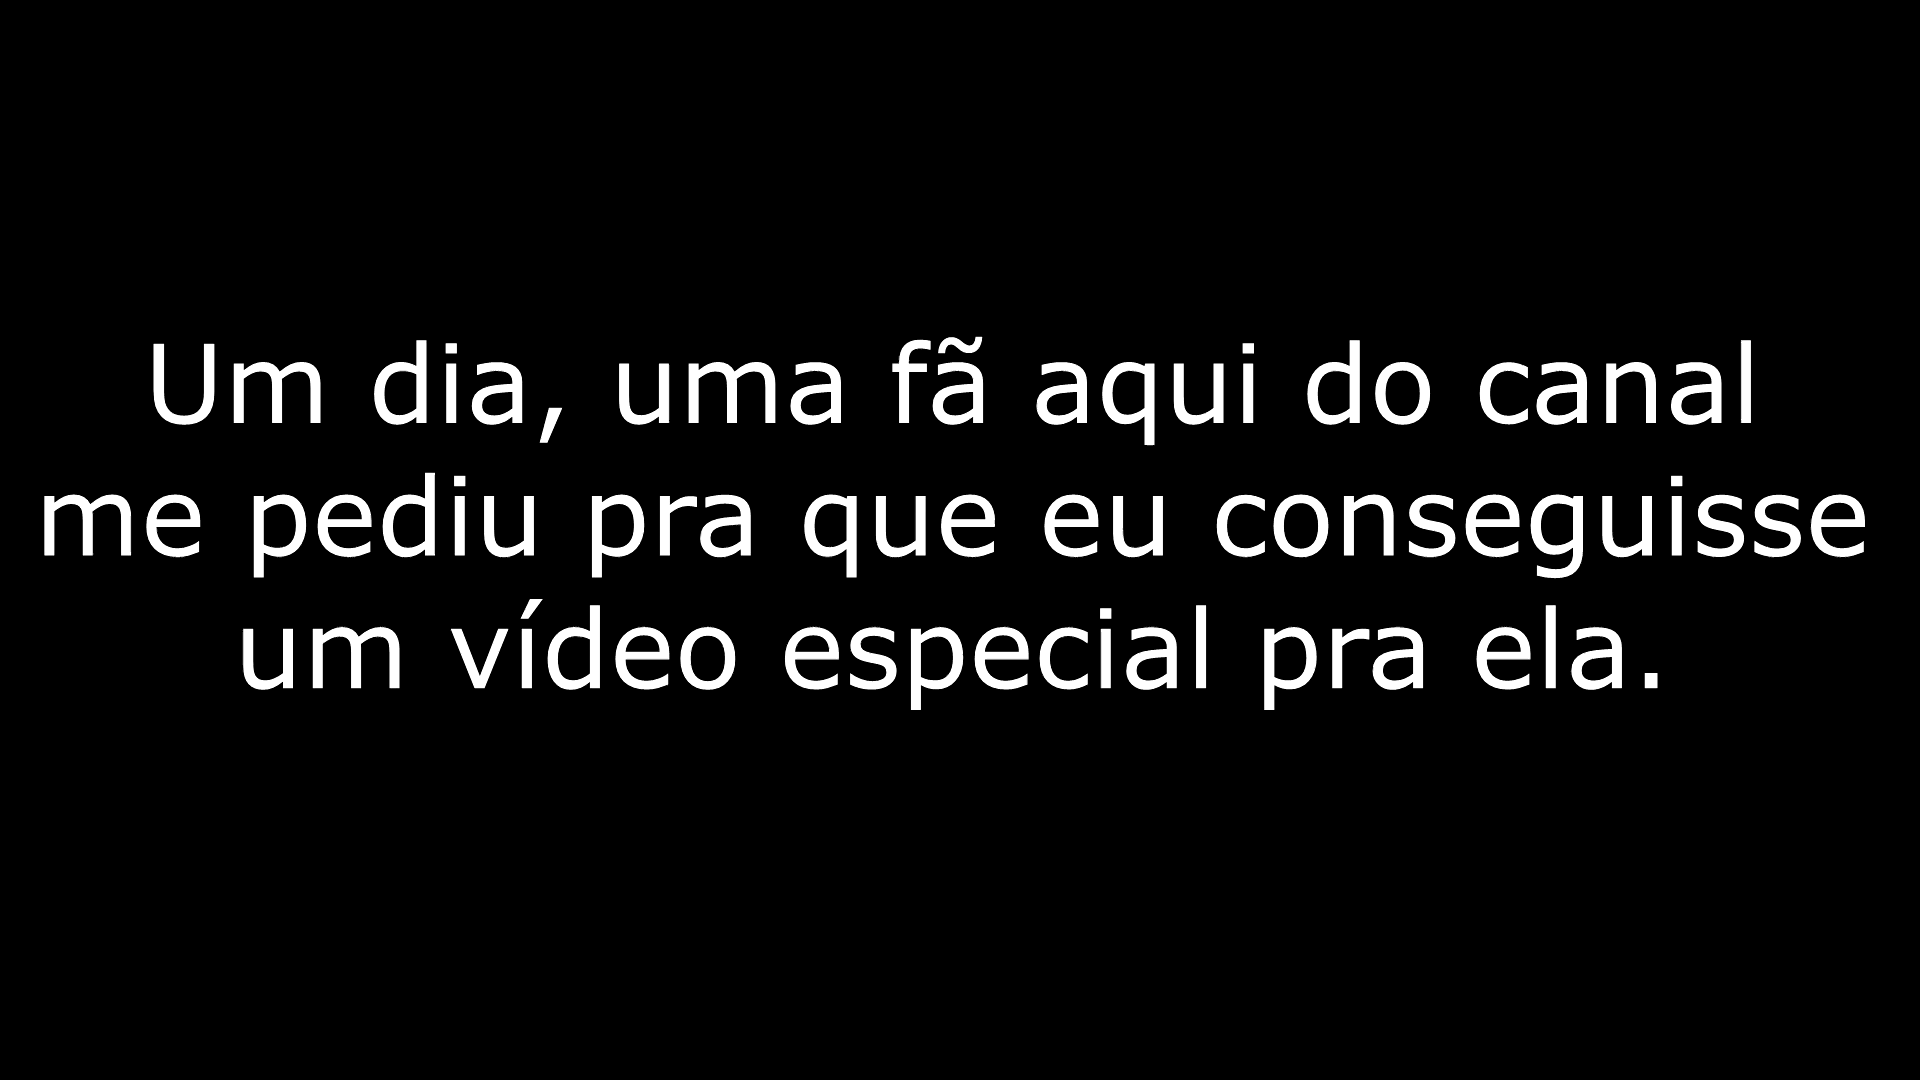 Um dia, uma fã aqui do canal
me pediu pra que eu conseguisse
um vídeo especial pra ela.